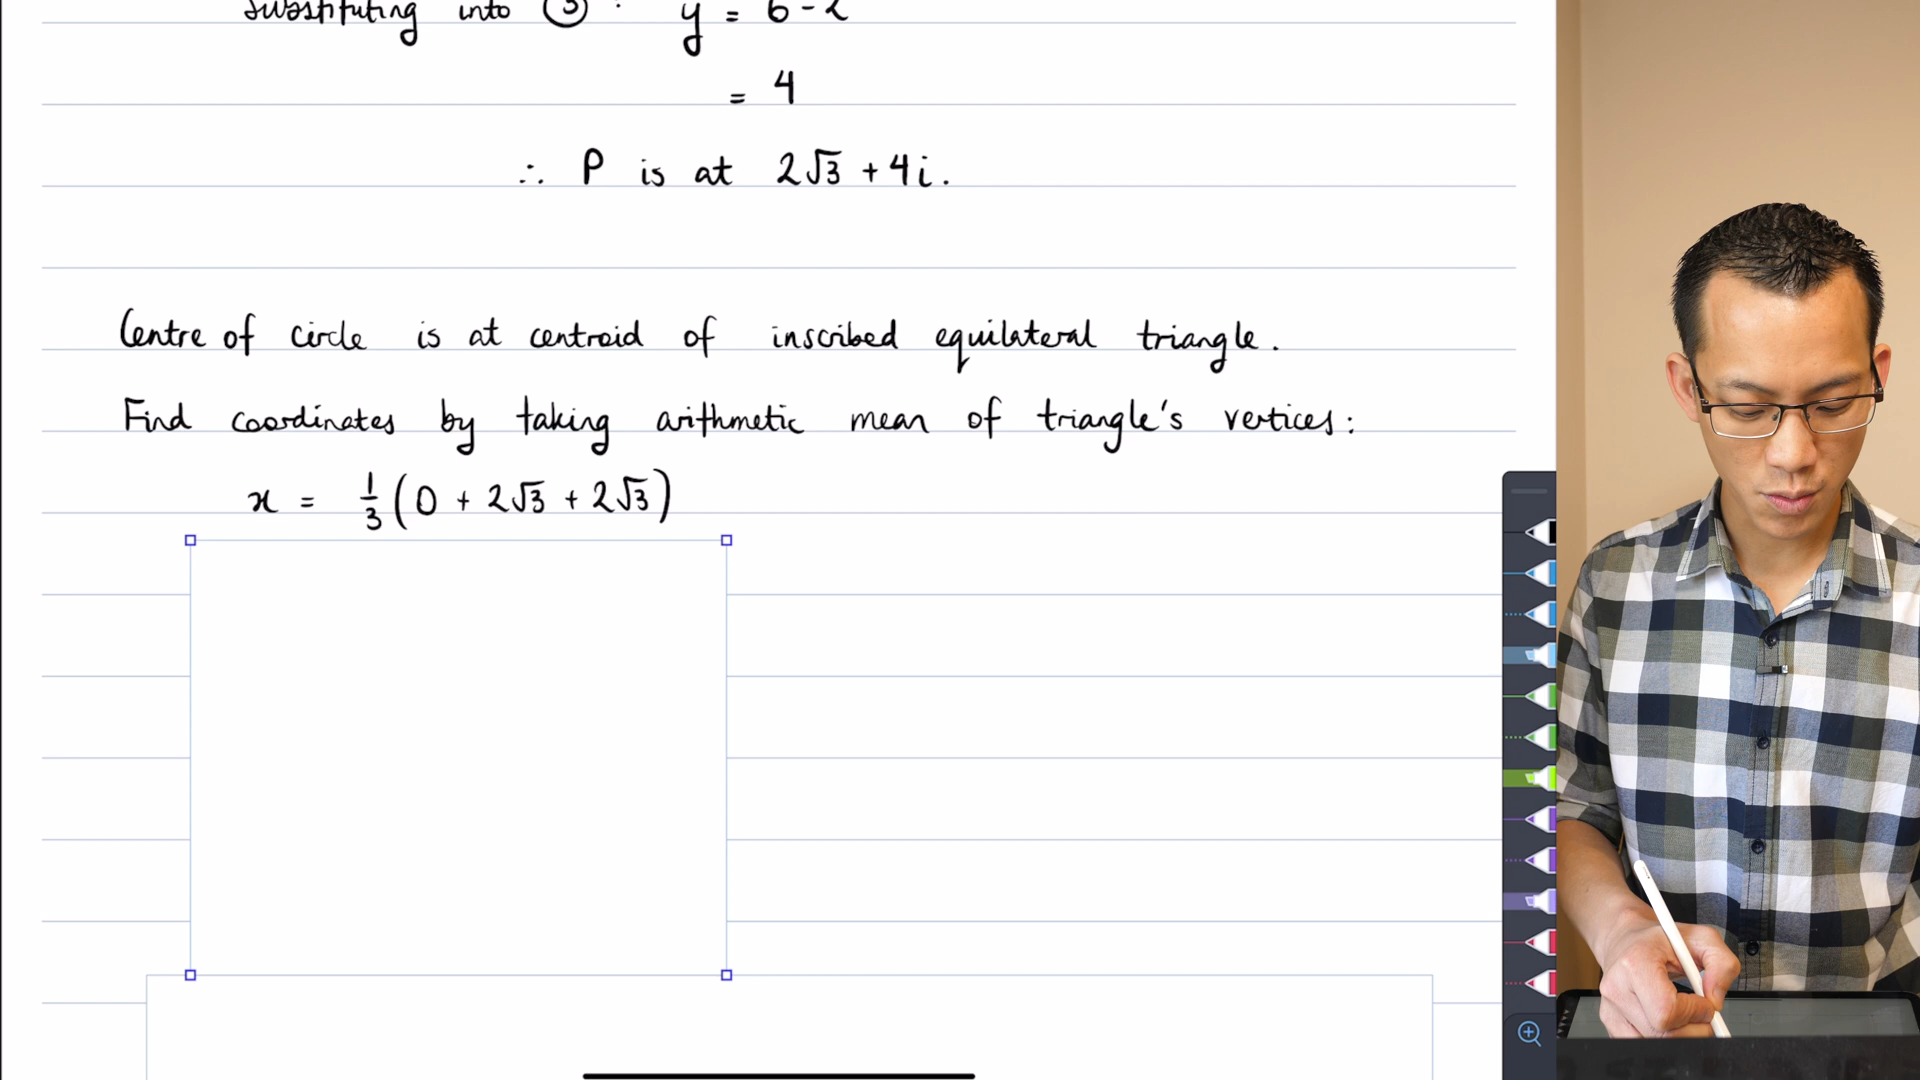 substituting into ③: y = 6 - 2
= 4
∴ P is at 2√3 + 4i.
Centre of circle is at centroid of inscribed equilateral triangle.
Find coordinates by taking arithmetic mean of triangle's vertices:
x = 1/3 (0 + 2√3 + 2√3)